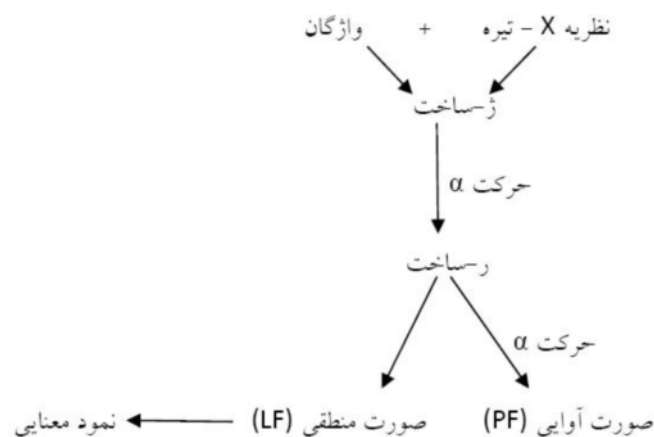 نظریه X – تیره + واژگان
ژ-ساخت
حرکت α
ر-ساخت
حرکت α
صورت آوایی (PF) صورت منطقی (LF) نمود معنایی